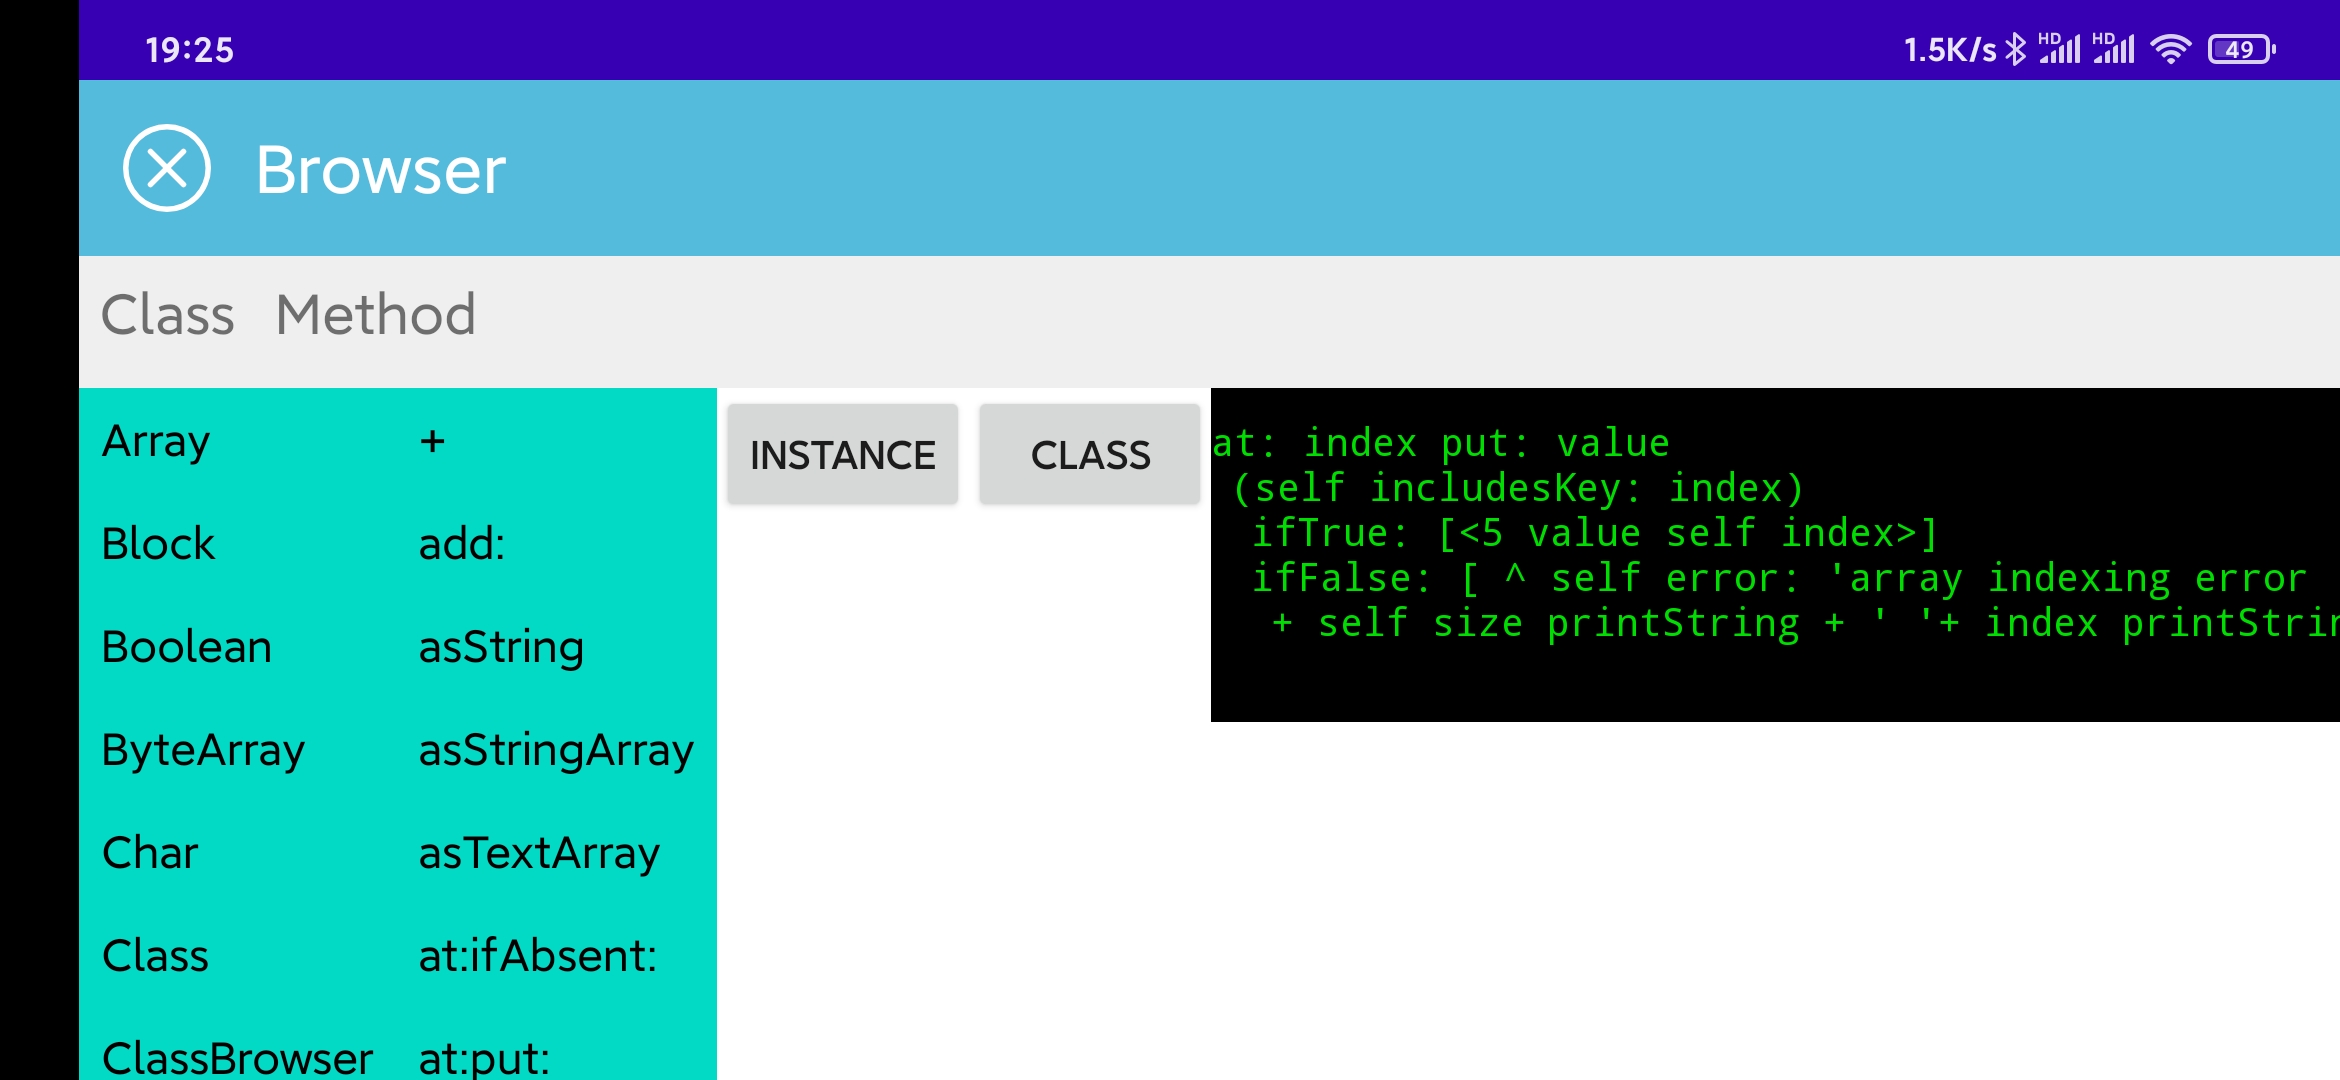 19:25
1.5K/s HD HD 49
Browser
Class Method
Array +
Block add:
Boolean asString
ByteArray asStringArray
Char asTextArray
Class at:ifAbsent:
ClassBrowser at:put:
INSTANCE CLASS
at: index put: value
(self includesKey: index)
ifTrue: [<5 value self index>]
ifFalse: [ ^ self error: 'array indexing error
+ self size printString + ' '+ index printStrin